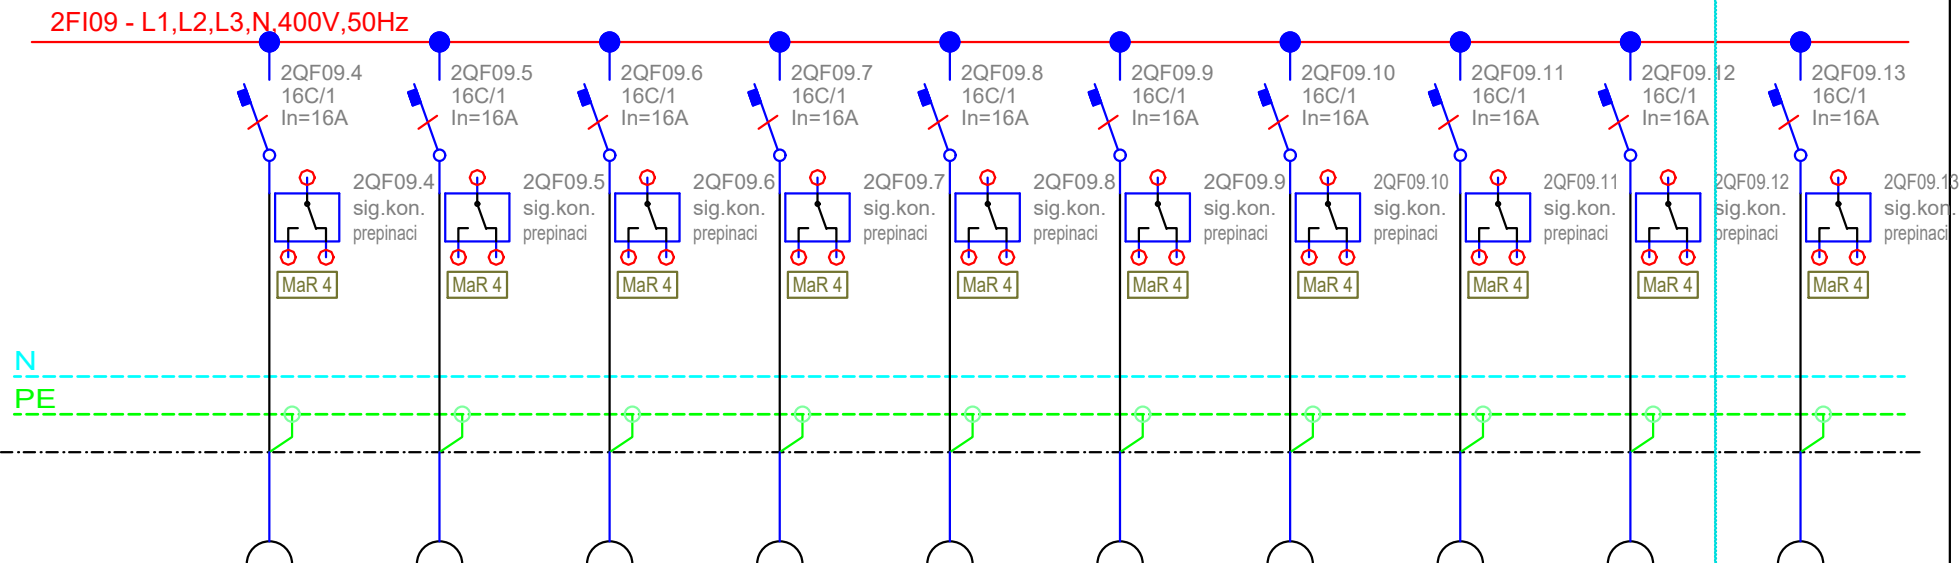 2FI09 - L1,L2,L3,N,400V,50Hz
2QF09.4
16C/1
In=16A
2QF09.5
16C/1
In=16A
2QF09.6
16C/1
In=16A
2QF09.7
16C/1
In=16A
2QF09.8
16C/1
In=16A
2QF09.9
16C/1
In=16A
2QF09.10
16C/1
In=16A
2QF09.11
16C/1
In=16A
2QF09.12
16C/1
In=16A
2QF09.13
16C/1
In=16A
2QF09.4
sig.kon.
prepinaci
MaR 4
2QF09.5
sig.kon.
prepinaci
MaR 4
2QF09.6
sig.kon.
prepinaci
MaR 4
2QF09.7
sig.kon.
prepinaci
MaR 4
2QF09.8
sig.kon.
prepinaci
MaR 4
2QF09.9
sig.kon.
prepinaci
MaR 4
2QF09.10
sig.kon.
prepinaci
MaR 4
2QF09.11
sig.kon.
prepinaci
MaR 4
2QF09.12
sig.kon.
prepinaci
MaR 4
2QF09.13
sig.kon.
prepinaci
MaR 4
N
PE